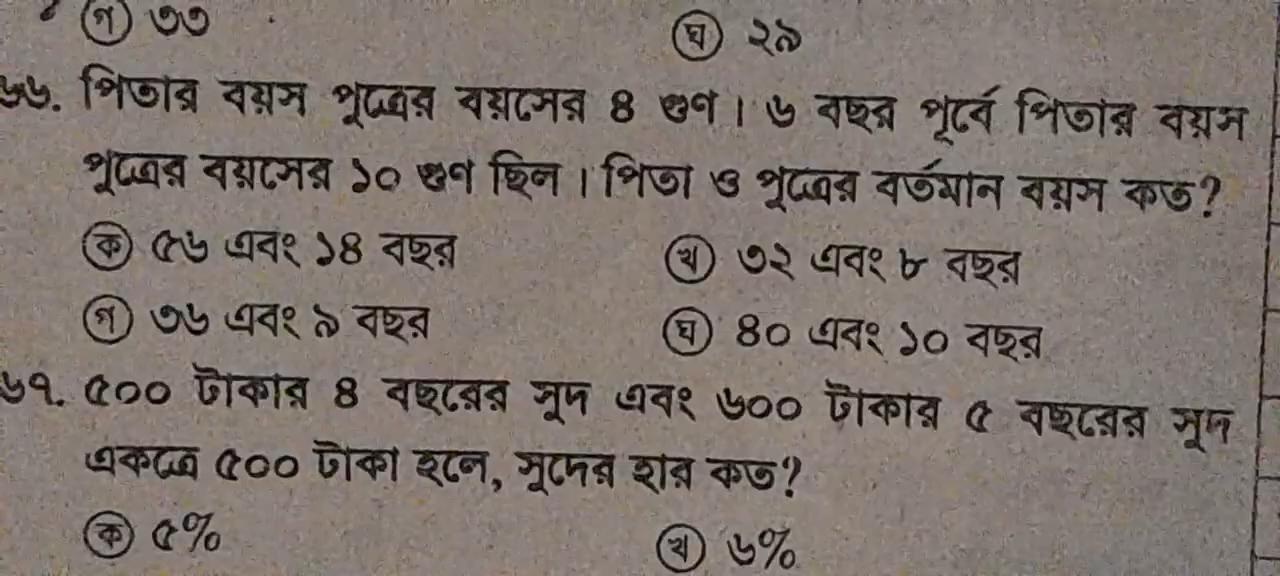 গ ৩৩
ঘ ২৯
৬৬. পিতার বয়স পুত্রের বয়সের ৪ গুণ। ৬ বছর পূর্বে পিতার বয়স
পুত্রের বয়সের ১০ গুণ ছিল। পিতা ও পুত্রের বর্তমান বয়স কত?
ক ৫৬ এবং ১৪ বছর
খ ৩২ এবং ৮ বছর
গ ৩৬ এবং ৯ বছর
ঘ ৪০ এবং ১০ বছর
৬৭. ৫০০ টাকার ৪ বছরের সুদ এবং ৬০০ টাকার ৫ বছরের সুদ
একত্রে ৫০০ টাকা হলে, সুদের হার কত?
ক ৫%
খ ৬%